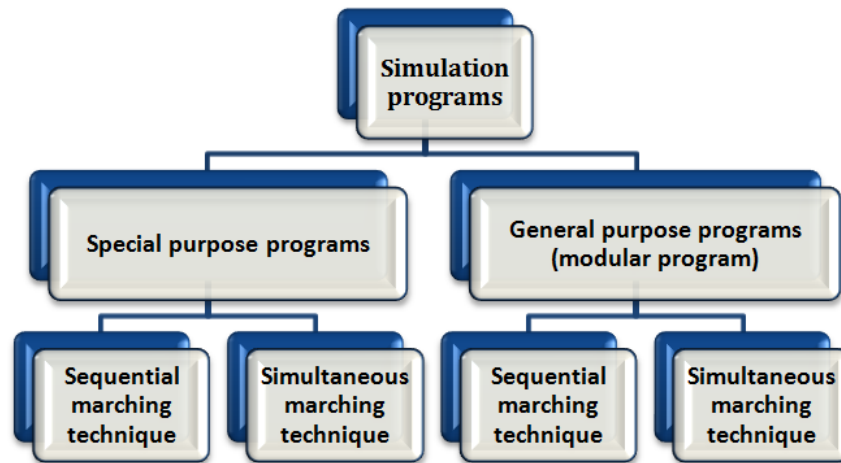 Simulation
programs
Special purpose programs
General purpose programs
(modular program)
Sequential
marching
technique
Simultaneous
marching
technique
Sequential
marching
technique
Simultaneous
marching
technique